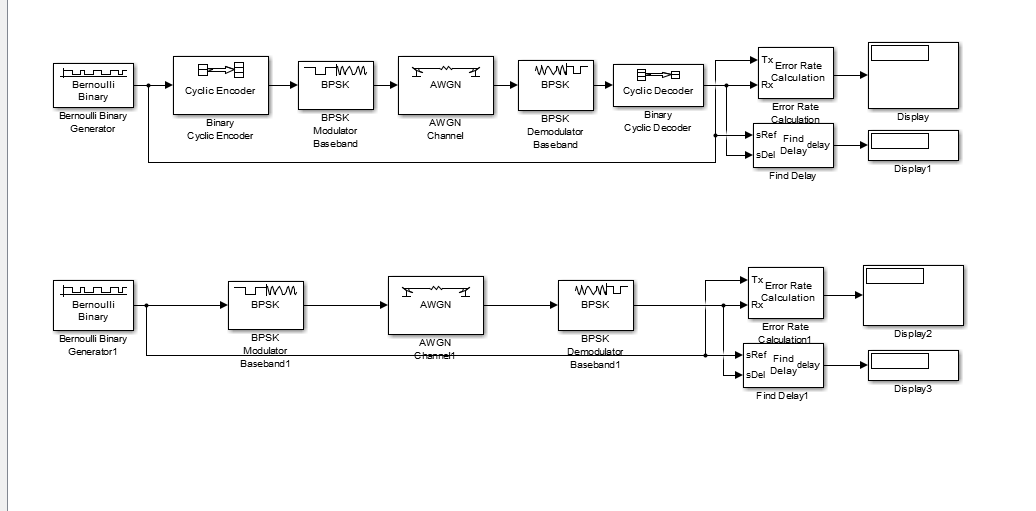 Bernoulli
Binary
Bernoulli Binary
Generator
Cyclic Encoder
Binary
Cyclic Encoder
BPSK
BPSK
Modulator
Baseband
AWGN
AWGN
Channel
BPSK
BPSK
Demodulator
Baseband
Cyclic Decoder
Binary
Cyclic Decoder
Tx
Rx
Error Rate
Calculation
Error Rate
Calculation
Display
sRef
sDel
Find
Delay
delay
Find Delay
Display1
Bernoulli
Binary
Bernoulli Binary
Generator1
BPSK
BPSK
Modulator
Baseband1
AWGN
AWGN
Channel1
BPSK
BPSK
Demodulator
Baseband1
Tx
Rx
Error Rate
Calculation
Error Rate
Calculation1
Display2
sRef
sDel
Find
Delay
delay
Find Delay1
Display3